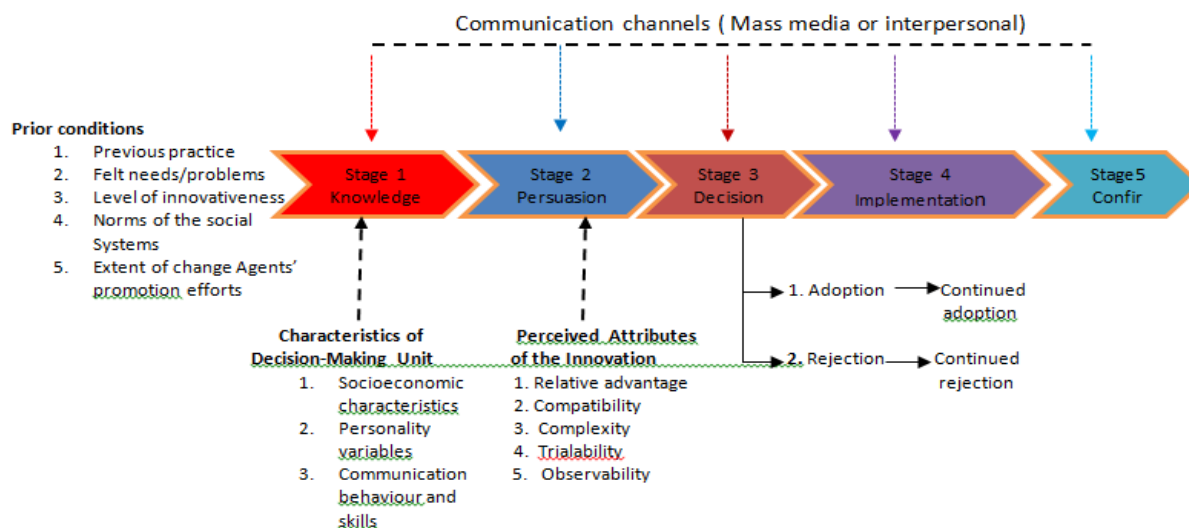 Communication channels ( Mass media or interpersonal)
Prior conditions
1. Previous practice
2. Felt needs/problems
3. Level of innovativeness
4. Norms of the social
Systems
5. Extent of change Agents’
promotion efforts
Stage 1
Knowledge
Stage 2
Persuasion
Stage 3
Decision
Stage 4
Implementation
Stage5
Confir
Characteristics of
Decision-Making Unit
1. Socioeconomic
characteristics
2. Personality
variables
3. Communication
behaviour and
skills
Perceived Attributes
of the Innovation
1. Relative advantage
2. Compatibility
3. Complexity
4. Trialability
5. Observability
1. Adoption
Continued
adoption
2. Rejection
Continued
rejection